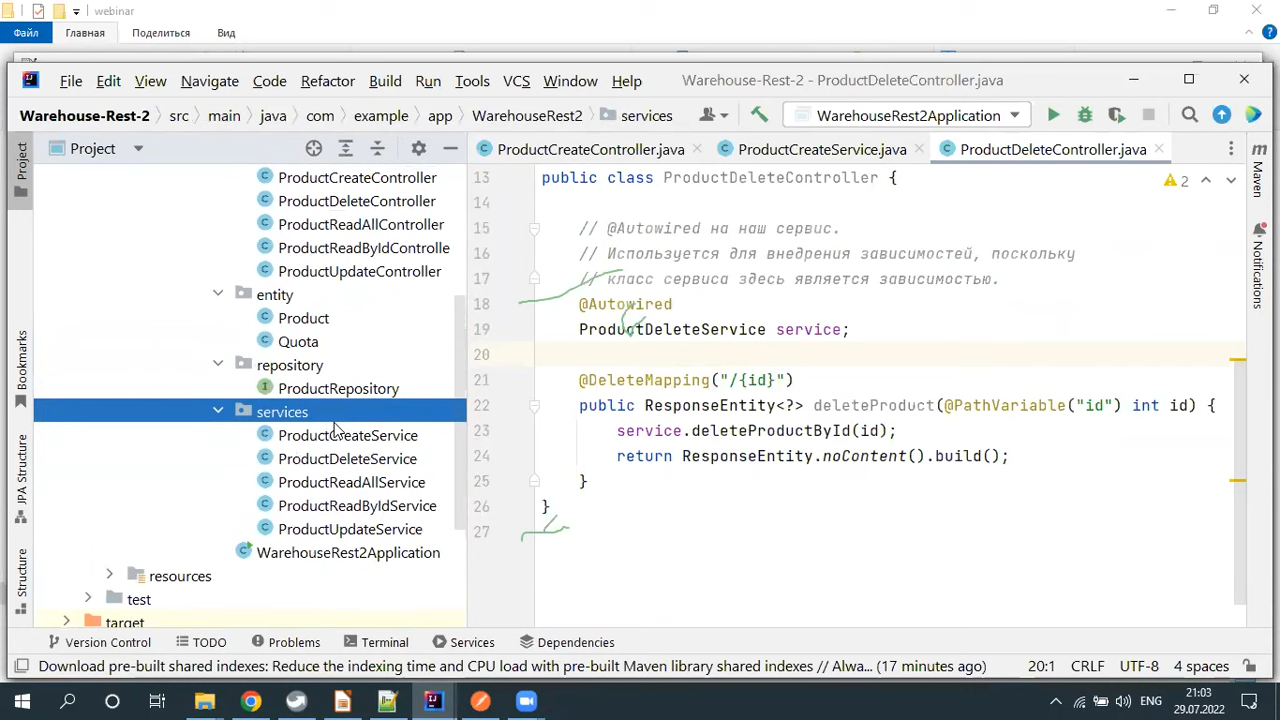 webinar
Файл Главная Поделиться Вид
File Edit View Navigate Code Refactor Build Run Tools VCS Window Help Warehouse-Rest-2 - ProductDeleteController.java
Warehouse-Rest-2 src main java com example app WarehouseRest2 services WarehouseRest2Application
Project
ProductCreateController.java ProductCreateService.java ProductDeleteController.java
Project
Bookmarks
JPA Structure
Structure
Maven
Notifications
ProductCreateController
ProductDeleteController
ProductReadAllController
ProductReadByIdControlle
ProductUpdateController
entity
Product
Quota
repository
ProductRepository
services
ProductCreateService
ProductDeleteService
ProductReadAllService
ProductReadByIdService
ProductUpdateService
WarehouseRest2Application
resources
test
target
2
13 public class ProductDeleteController {
14
15 // @Autowired на наш сервис.
16 // Используется для внедрения зависимостей, поскольку
17 // класс сервиса здесь является зависимостью.
18 @Autowired
19 ProductDeleteService service;
20
21 @DeleteMapping("/{id}")
22 public ResponseEntity<?> deleteProduct(@PathVariable("id") int id) {
23 service.deleteProductById(id);
24 return ResponseEntity.noContent().build();
25 }
26 }
27
Version Control TODO Problems Terminal Services Dependencies
Download pre-built shared indexes: Reduce the indexing time and CPU load with pre-built Maven library shared indexes // Alwa... (17 minutes ago) 20:1 CRLF UTF-8 4 spaces
ENG 21:03
29.07.2022